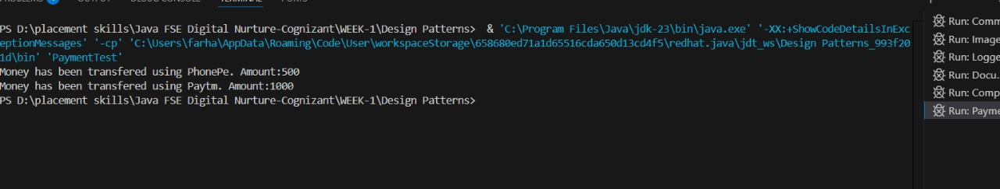 PROBLEMS OUTPUT DEBUG CONSOLE TERMINAL PORTS
PS D:\placement skills\Java FSE Digital Nurture-Cognizant\WEEK-1\Design Patterns>  & 'C:\Program Files\Java\jdk-23\bin\java.exe' '-XX:+ShowCodeDetailsInExc
eptionMessages' '-cp' 'C:\Users\farha\AppData\Roaming\Code\User\workspaceStorage\658680ed71a1d65516cda650d13cd4f5\redhat.java\jdt_ws\Design Patterns_993f20
1d\bin' 'PaymentTest'
Money has been transfered using PhonePe. Amount:500
Money has been transfered using Paytm. Amount:1000
PS D:\placement skills\Java FSE Digital Nurture-Cognizant\WEEK-1\Design Patterns>
Run: Comm
Run: Image
Run: Logge
Run: Docu...
Run: Comp
Run: Payme